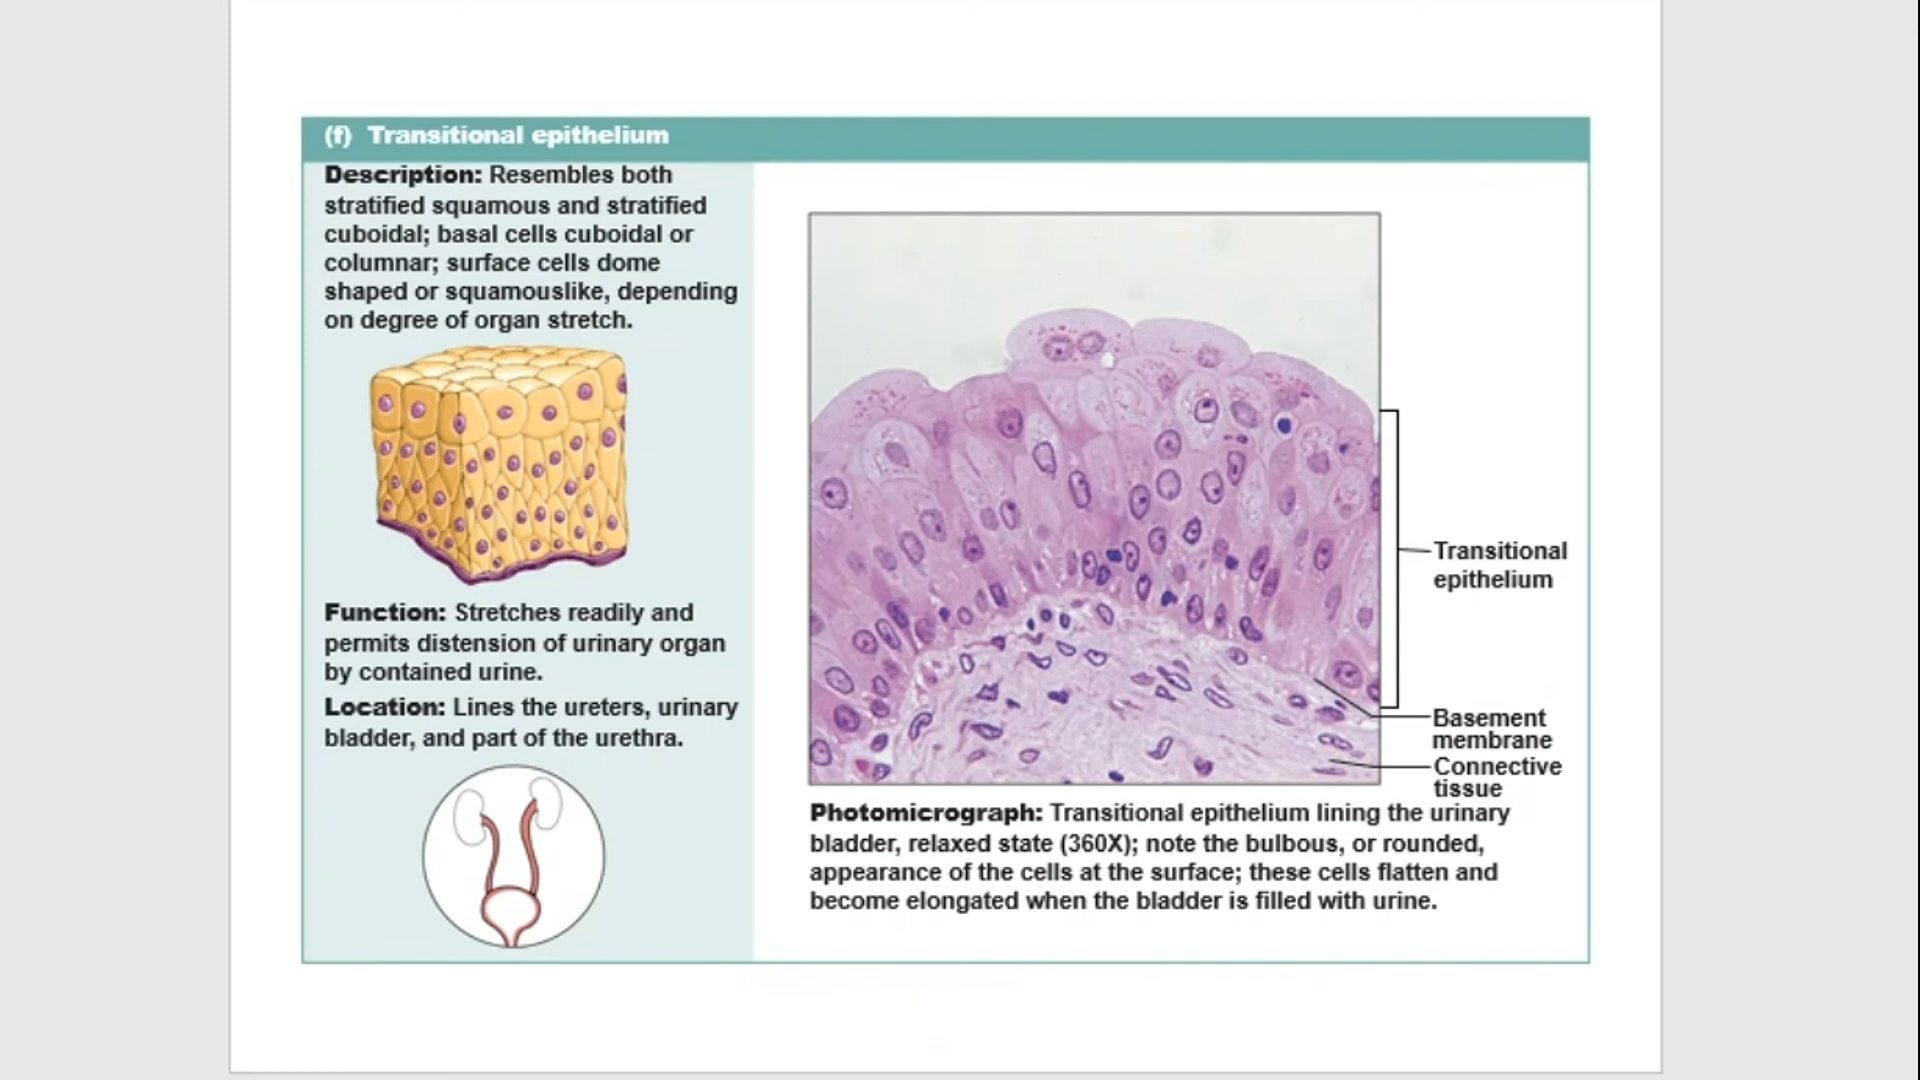 (f) Transitional epithelium
Description: Resembles both
stratified squamous and stratified
cuboidal; basal cells cuboidal or
columnar; surface cells dome
shaped or squamouslike, depending
on degree of organ stretch.
Function: Stretches readily and
permits distension of urinary organ
by contained urine.
Location: Lines the ureters, urinary
bladder, and part of the urethra.
Transitional
epithelium
Basement
membrane
Connective
tissue
Photomicrograph: Transitional epithelium lining the urinary
bladder, relaxed state (360X); note the bulbous, or rounded,
appearance of the cells at the surface; these cells flatten and
become elongated when the bladder is filled with urine.